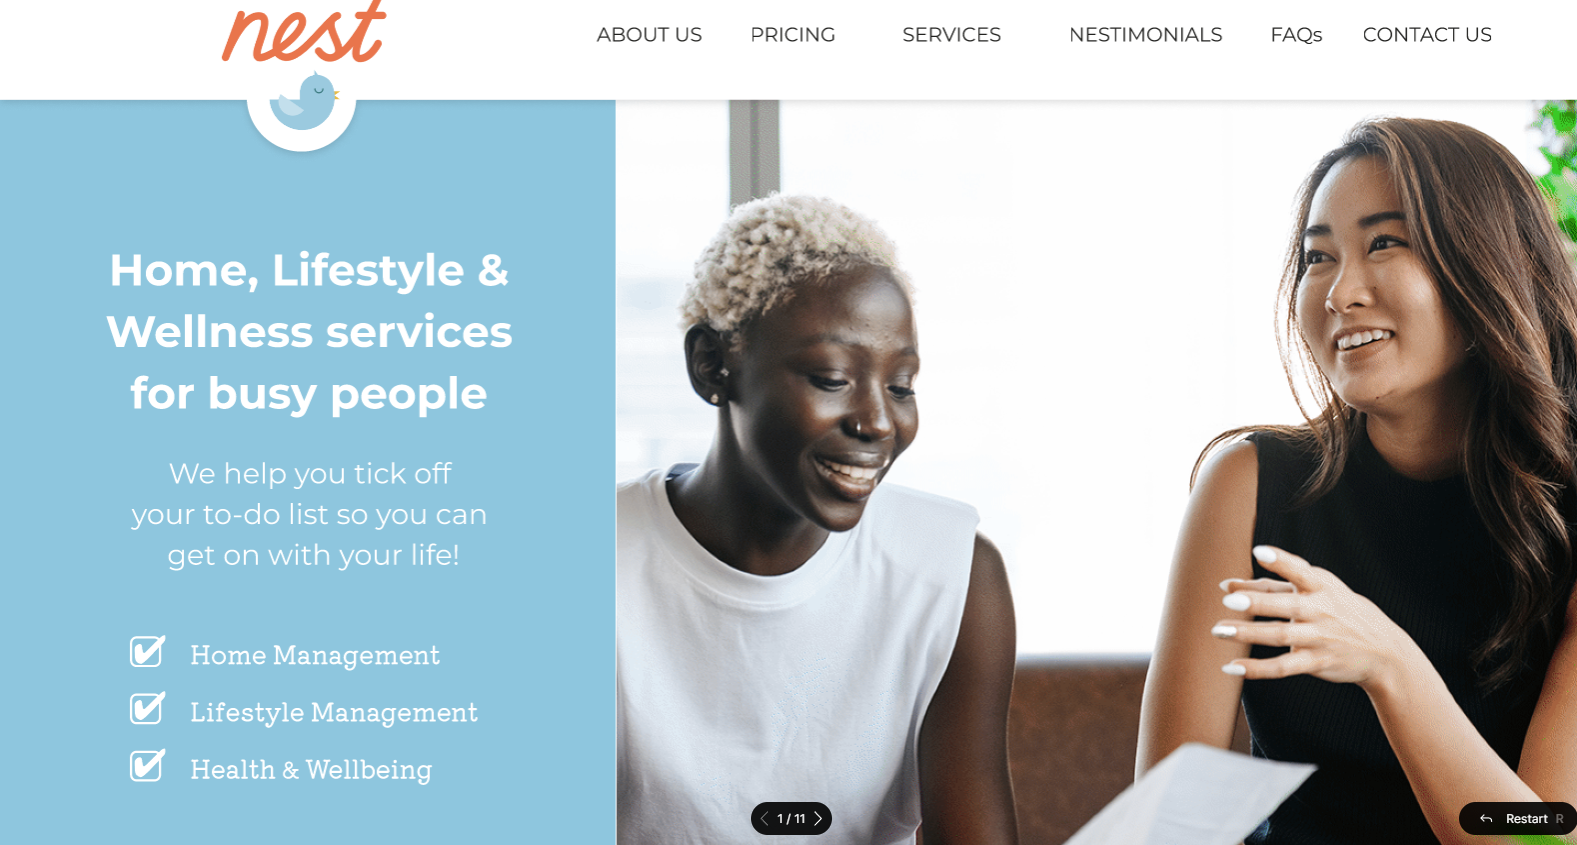 nest
ABOUT US
PRICING
SERVICES
NESTIMONIALS
FAQs
CONTACT US
Home, Lifestyle &
Wellness services
for busy people
We help you tick off
your to-do list so you can
get on with your life!
Home Management
Lifestyle Management
Health & Wellbeing
1 / 11
Restart R